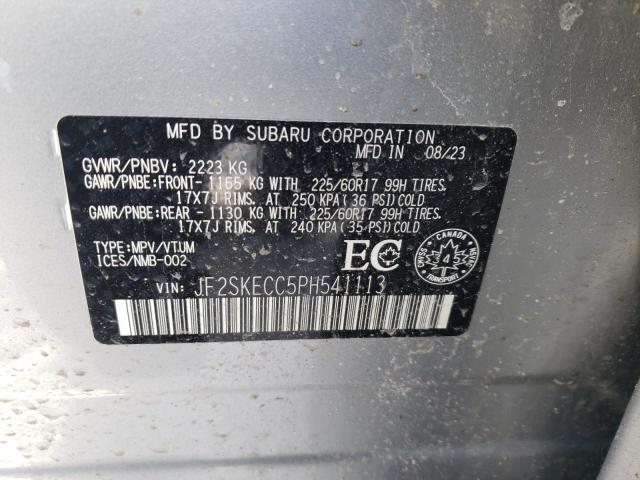 MFD BY SUBARU CORPORATION
MFD IN 08/23
GVWR/PNBV: 2223 KG
GAWR/PNBE:FRONT- 1165 KG WITH 225/60R17 99H TIRES.
17X7J RIMS. AT 250 KPA (36 PSI) COLD
GAWR/PNBE:REAR - 1130 KG WITH 225/60R17 99H TIRES.
17X7J RIMS. AT 240 KPA (35 PSI) COLD
TYPE:MPV/VTUM
ICES/NMB-002
EC
CANADA
TRANSPORT
VIN: JF2SKECC5PH541113